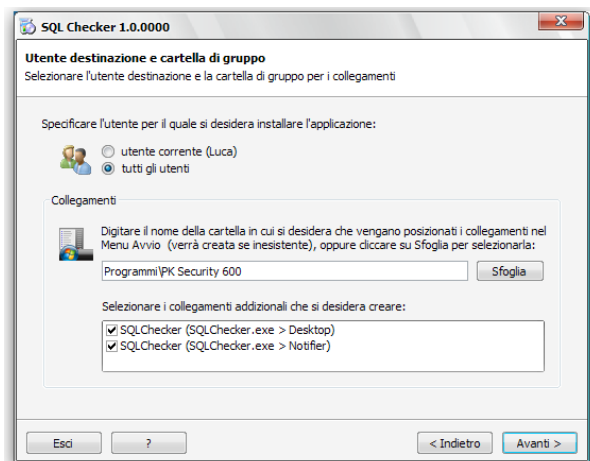 SQL Checker 1.0.0000
Utente destinazione e cartella di gruppo
Selezionare l'utente destinazione e la cartella di gruppo per i collegamenti
Specificare l'utente per il quale si desidera installare l'applicazione:
utente corrente (Luca)
tutti gli utenti
Collegamenti
Digitare il nome della cartella in cui si desidera che vengano posizionati i collegamenti nel
Menu Avvio (verrà creata se inesistente), oppure cliccare su Sfoglia per selezionarla:
Programmi\PK Security 600
Sfoglia
Selezionare i collegamenti addizionali che si desidera creare:
SQLChecker (SQLChecker.exe > Desktop)
SQLChecker (SQLChecker.exe > Notifier)
Esci
?
< Indietro
Avanti >